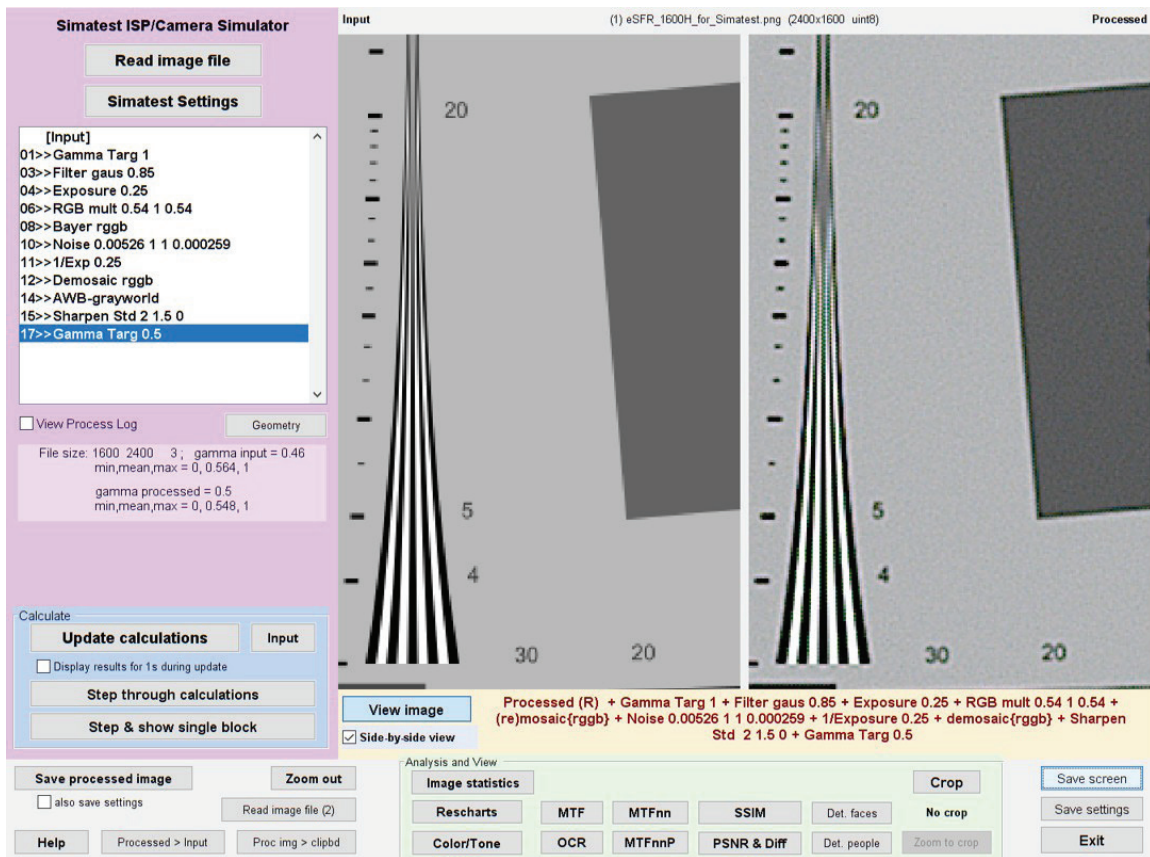 Simatest ISP/Camera Simulator
Read image file
Simatest Settings
[Input]
01>>Gamma Targ 1
03>>Filter gaus 0.85
04>>Exposure 0.25
06>>RGB mult 0.54 1 0.54
08>>Bayer rggb
10>>Noise 0.00526 1 1 0.000259
11>>1/Exp 0.25
12>>Demosaic rggb
14>>AWB-grayworld
15>>Sharpen Std 2 1.5 0
17>>Gamma Targ 0.5
View Process Log
Geometry
File size: 1600 2400 3 ; gamma input = 0.46
min,mean,max = 0, 0.564, 1
gamma processed = 0.5
min,mean,max = 0, 0.548, 1
Calculate
Update calculations
Input
Display results for 1s during update
Step through calculations
Step & show single block
Input
(1) eSFR_1600H_for_Simatest.png (2400x1600 uint8)
Processed
20
5
4
30
20
20
5
4
30
20
View image
Side-by-side view
Processed (R) + Gamma Targ 1 + Filter gaus 0.85 + Exposure 0.25 + RGB mult 0.54 1 0.54 +
(re)mosaic{rggb} + Noise 0.00526 1 1 0.000259 + 1/Exposure 0.25 + demosaic{rggb} + Sharpen
Std 2 1.5 0 + Gamma Targ 0.5
Save processed image
Zoom out
also save settings
Read image file (2)
Help
Processed > Input
Proc img > clipbd
Analysis and View
Image statistics
Crop
Rescharts
MTF
MTFnn
SSIM
Det. faces
No crop
Color/Tone
OCR
MTFnnP
PSNR & Diff
Det. people
Zoom to crop
Save screen
Save settings
Exit